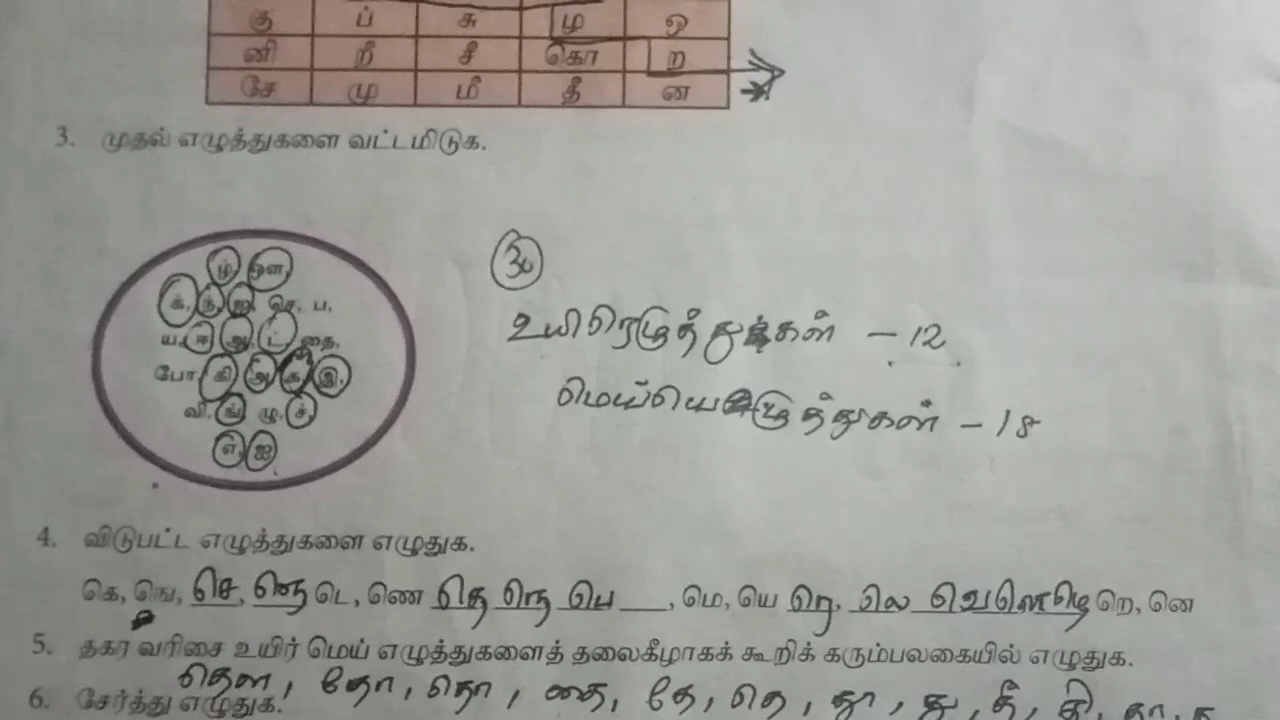 கு ப் சு ழ ஒ
னி றீ சீ கொ ற
சே மு மீ தீ ன
3. முதல் எழுத்துகளை வட்டமிடுக.
ழ், ஔ,
க், ந், ஐ, செ, ப,
ய, ஈ, ஆ, ட், தை,
போ, கி, அ, க, இ,
வி, ங், ழு, ச்,
எ, ஐ
30
உயிரெழுத்துக்கள் - 12
மெய்யெழுத்துகள் - 18
4. விடுபட்ட எழுத்துகளை எழுதுக.
கெ, ஙெ, செ, ஞெ டெ, ணெ தெ நெ பெ ___, மெ, யெ ரெ, லெ வெ ளெ ழெ றெ, னெ
5. தகர வரிசை உயிர் மெய் எழுத்துகளைத் தலைகீழாகக் கூறிக் கரும்பலகையில் எழுதுக.
தௌ, தோ, தொ, தை, தே, தெ, தூ, து, தீ, தி, தா, த
6. சேர்த்து எழுதுக.